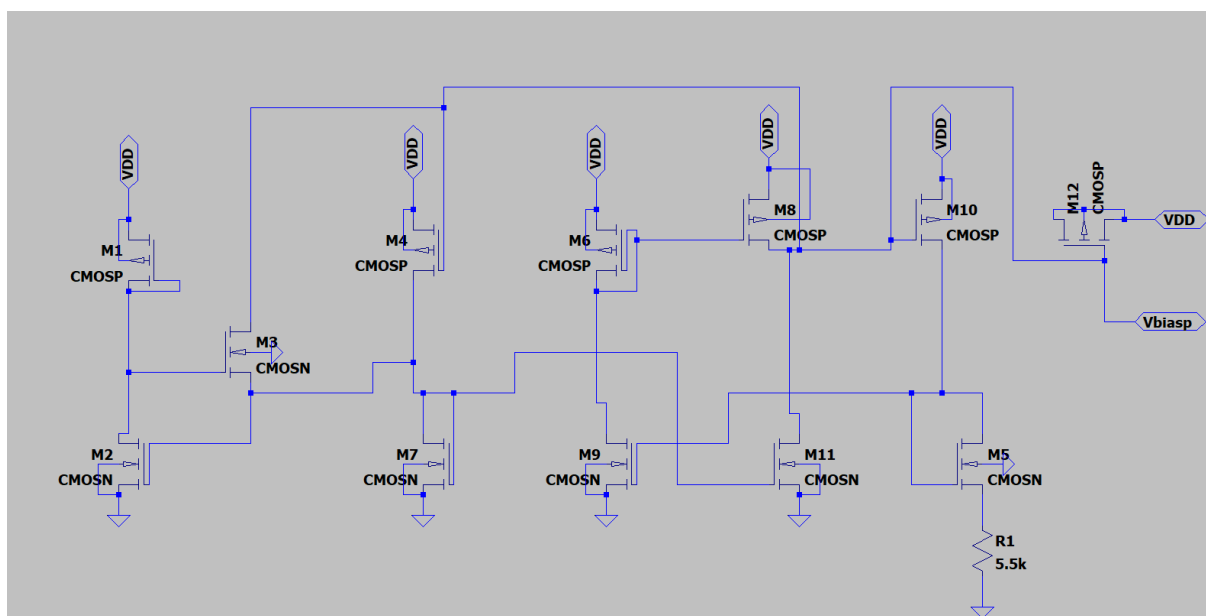 VDD
M1
CMOSP
M3
CMOSN
M2
CMOSN
VDD
M4
CMOSP
M7
CMOSN
VDD
M6
CMOSP
M9
CMOSN
VDD
M8
CMOSP
M11
CMOSN
VDD
M10
CMOSP
M5
CMOSN
R1
5.5k
M12
CMOSP
VDD
Vbiasp